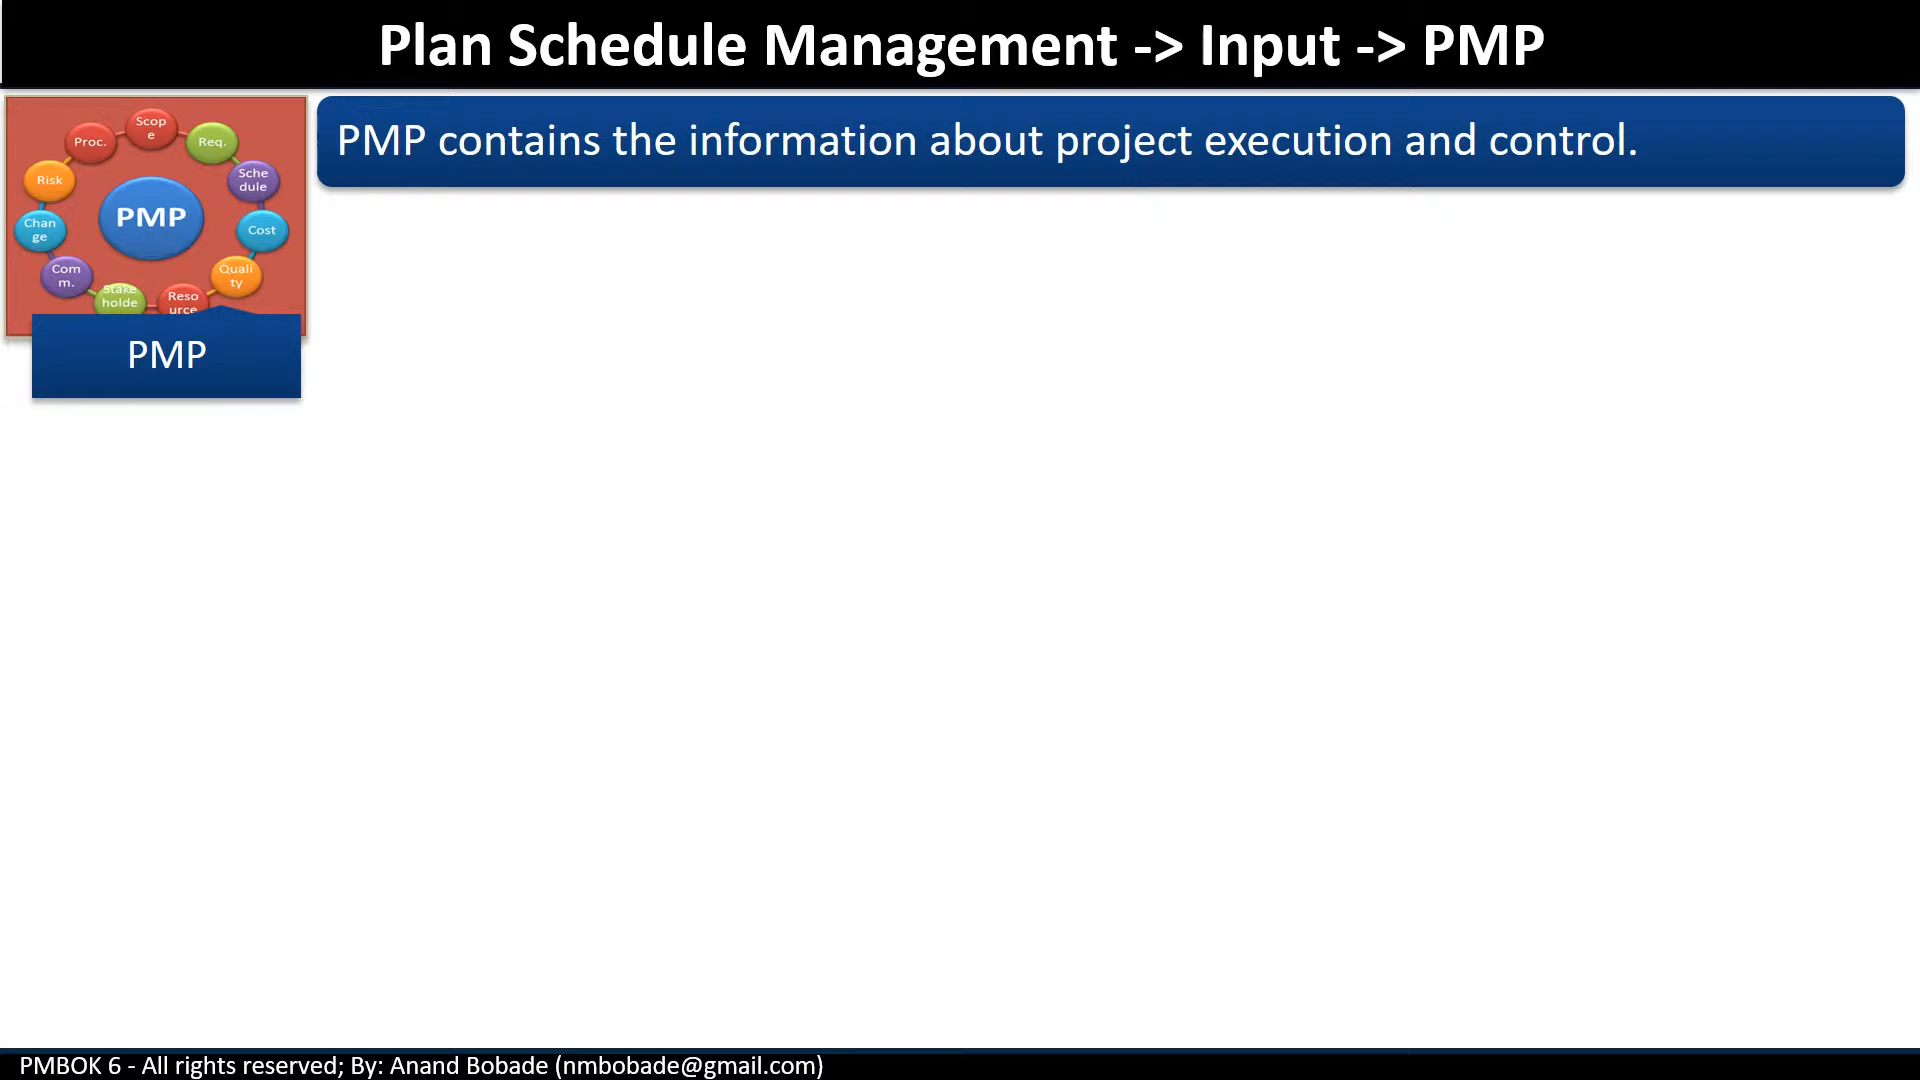 Plan Schedule Management -> Input -> PMP
PMP contains the information about project execution and control.
Scop
e
Proc.
Req.
Risk
Sche
dule
PMP
Chan
ge
Cost
Com
m.
Quali
ty
Stake
holde
Reso
urce
PMP
PMBOK 6 - All rights reserved; By: Anand Bobade (nmbobade@gmail.com)